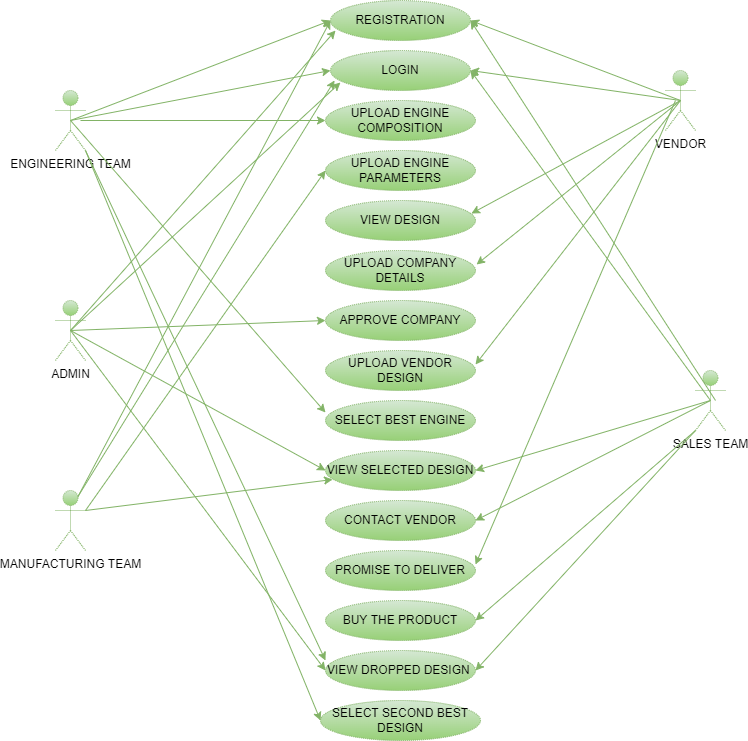 REGISTRATION
LOGIN
UPLOAD ENGINE
COMPOSITION
UPLOAD ENGINE
PARAMETERS
VIEW DESIGN
UPLOAD COMPANY
DETAILS
APPROVE COMPANY
UPLOAD VENDOR
DESIGN
SELECT BEST ENGINE
VIEW SELECTED DESIGN
CONTACT VENDOR
PROMISE TO DELIVER
BUY THE PRODUCT
VIEW DROPPED DESIGN
SELECT SECOND BEST
DESIGN
ENGINEERING TEAM
ADMIN
MANUFACTURING TEAM
VENDOR
SALES TEAM